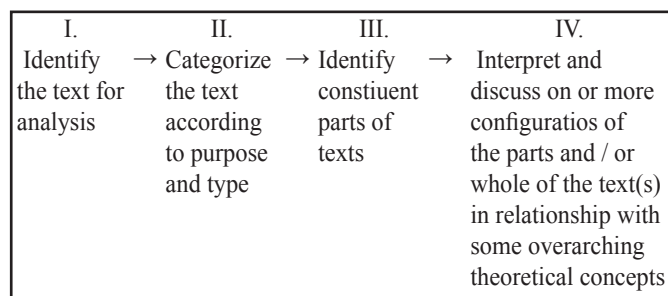 I. II. III. IV.
Identify → Categorize → Identify → Interpret and
the text for the text constiuent discuss on or more
analysis according parts of configuratios of
to purpose texts the parts and / or
and type whole of the text(s)
in relationship with
some overarching
theoretical concepts